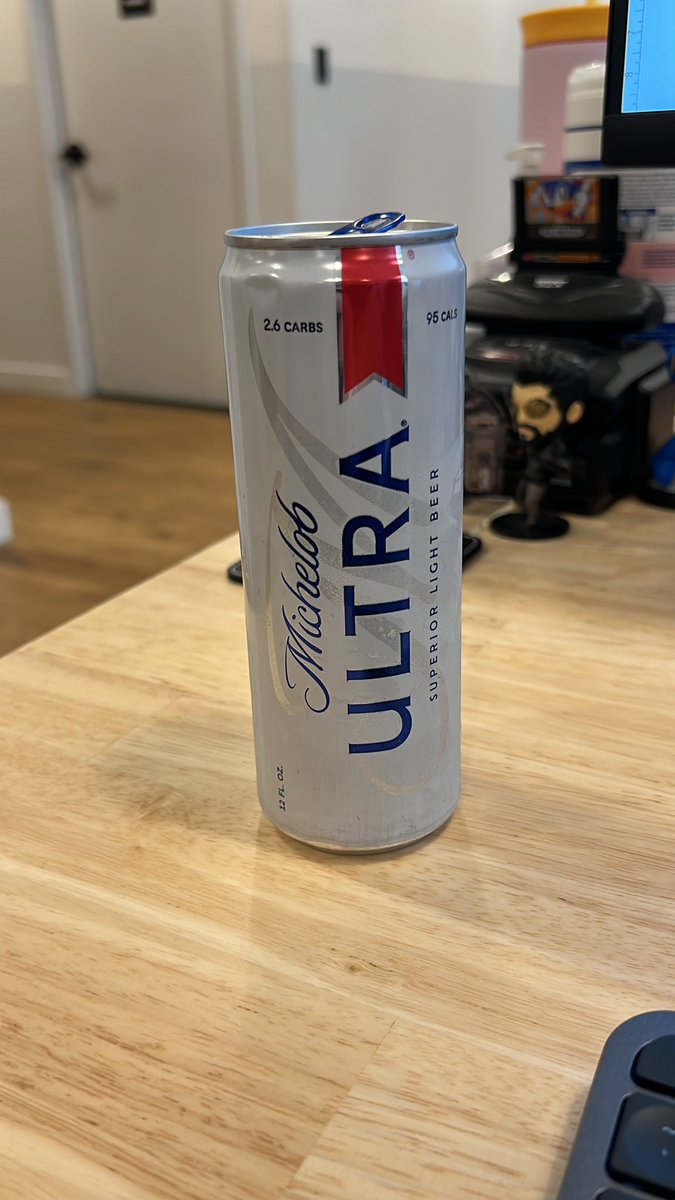 2.6 CARBS
95 CALS
Michelob
ULTRA
SUPERIOR LIGHT BEER
12 FL. OZ.